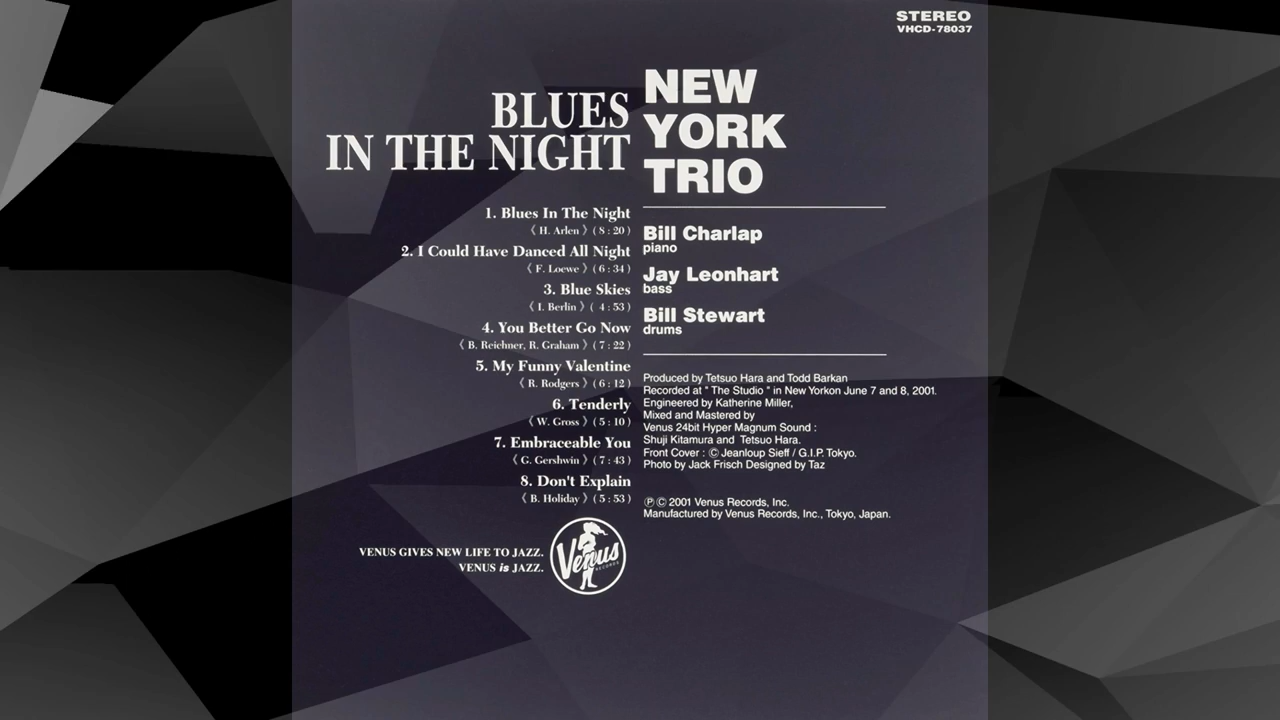 STEREO
VHCD-78037
BLUES
IN THE NIGHT
NEW
YORK
TRIO
1. Blues In The Night
《 H. Arlen 》( 8 : 20 )
2. I Could Have Danced All Night
《 F. Loewe 》( 6 : 34 )
3. Blue Skies
《 I. Berlin 》( 4 : 53 )
4. You Better Go Now
《 B. Reichner, R. Graham 》( 7 : 22 )
5. My Funny Valentine
《 R. Rodgers 》( 6 : 12 )
6. Tenderly
《 W. Gross 》( 5 : 10 )
7. Embraceable You
《 G. Gershwin 》( 7 : 43 )
8. Don't Explain
《 B. Holiday 》( 5 : 53 )
VENUS GIVES NEW LIFE TO JAZZ.
VENUS is JAZZ.
Venus
RECORDS
Bill Charlap
piano
Jay Leonhart
bass
Bill Stewart
drums
Produced by Tetsuo Hara and Todd Barkan
Recorded at " The Studio " in New Yorkon June 7 and 8, 2001.
Engineered by Katherine Miller,
Mixed and Mastered by
Venus 24bit Hyper Magnum Sound :
Shuji Kitamura and Tetsuo Hara.
Front Cover : Ⓒ Jeanloup Sieff / G.I.P. Tokyo.
Photo by Jack Frisch Designed by Taz
Ⓟ Ⓒ 2001 Venus Records, Inc.
Manufactured by Venus Records, Inc., Tokyo, Japan.